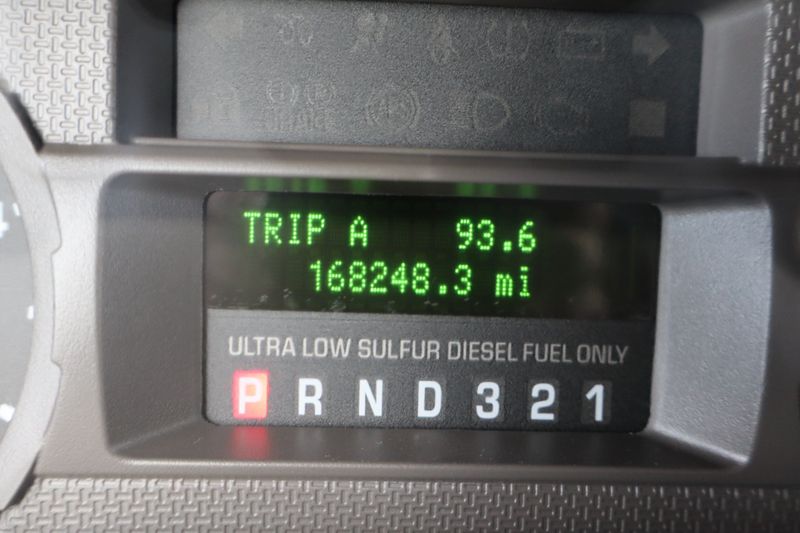 TRIP A 93.6
168248.3 mi
ULTRA LOW SULFUR DIESEL FUEL ONLY
P R N D 3 2 1